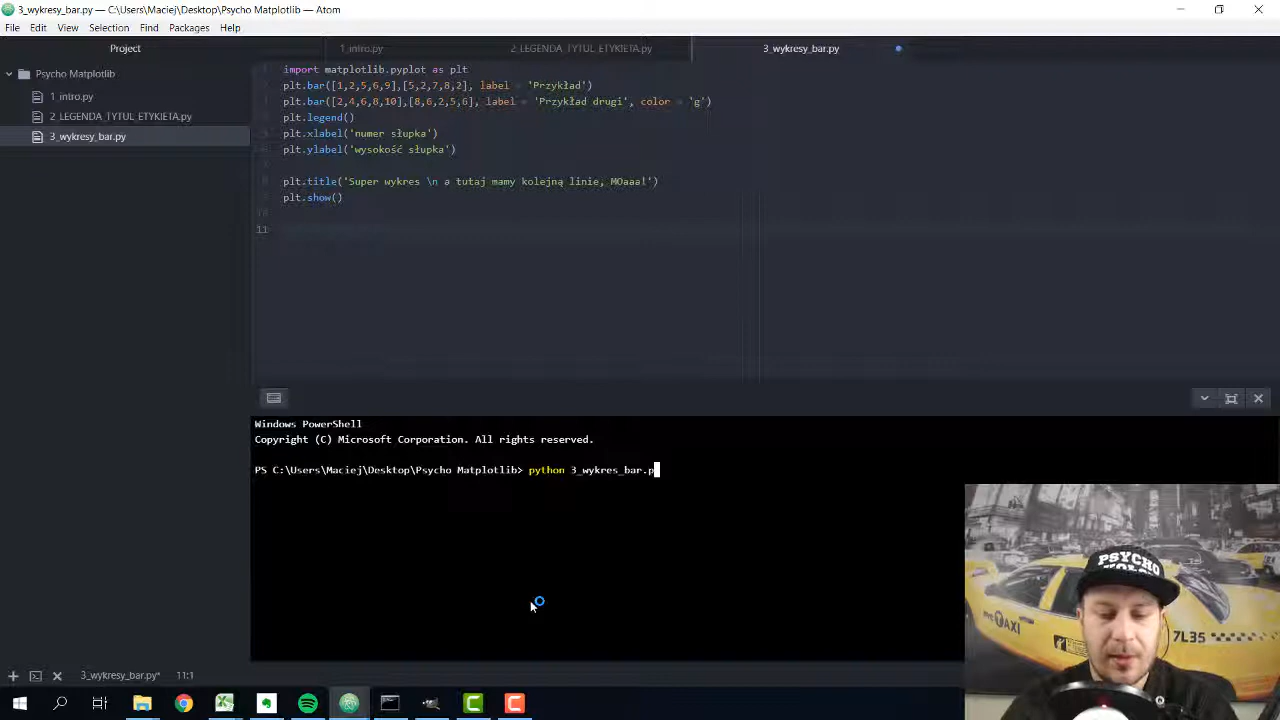 3_wykresy_bar.py — C:\Users\Maciej\Desktop\Psycho Matplotlib — Atom
File Edit View Selection Find Packages Help
Project
1_intro.py
2_LEGENDA_TYTUL_ETYKIETA.py
3_wykresy_bar.py
Psycho Matplotlib
1_intro.py
2_LEGENDA_TYTUL_ETYKIETA.py
3_wykresy_bar.py
import matplotlib.pyplot as plt
plt.bar([1,2,5,6,9],[5,2,7,8,2], label = 'Przykład')
plt.bar([2,4,6,8,10],[8,6,2,5,6], label = 'Przykład drugi', color = 'g')
plt.legend()
plt.xlabel('numer słupka')
plt.ylabel('wysokość słupka')
plt.title('Super wykres \n a tutaj mamy kolejną linie, MOaaa!')
plt.show()
10
11
Windows PowerShell
Copyright (C) Microsoft Corporation. All rights reserved.
PS C:\Users\Maciej\Desktop\Psycho Matplotlib> python 3_wykres_bar.p
PSYCHO
TAXI
7L35
3_wykresy_bar.py* 11:1